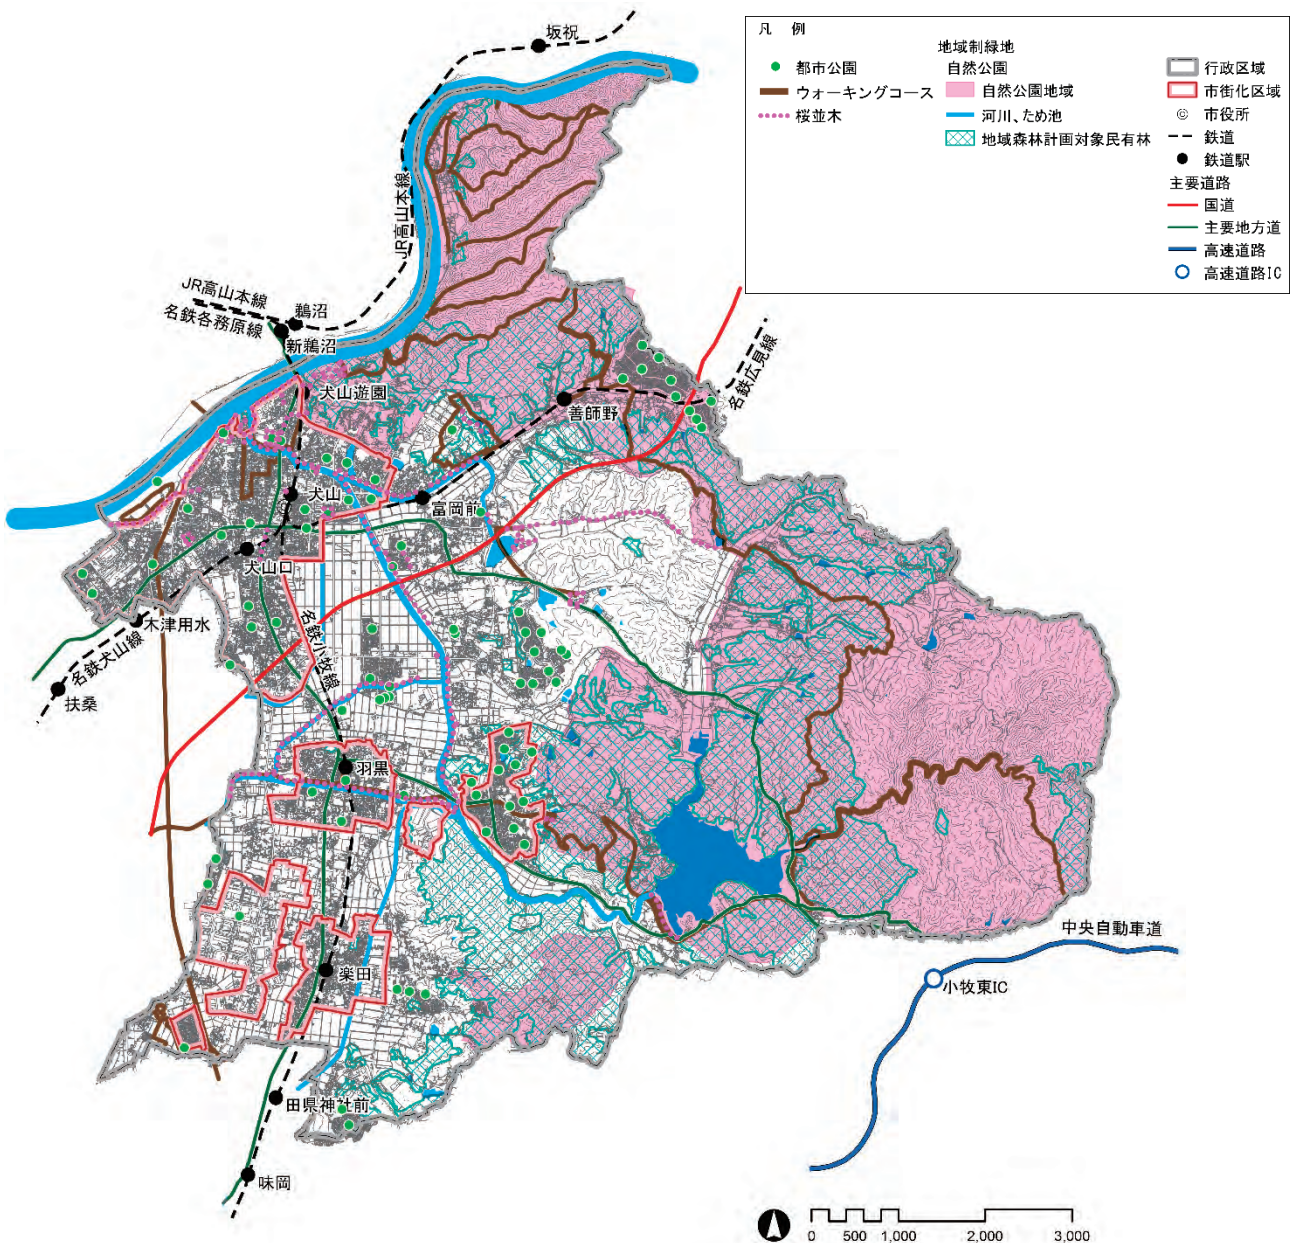 凡 例
地域制緑地
都市公園
自然公園
行政区域
ウォーキングコース
自然公園地域
市街化区域
桜並木
河川、ため池
市役所
地域森林計画対象民有林
鉄道
鉄道駅
主要道路
国道
主要地方道
高速道路
高速道路IC
坂祝
JR高山本線
JR高山本線
鵜沼
名鉄各務原線
新鵜沼
名鉄広見線
犬山遊園
善師野
犬山
富岡前
犬山口
木津用水
名鉄小牧線
名鉄犬山線
扶桑
羽黒
中央自動車道
楽田
小牧東IC
田県神社前
味岡
0 500 1,000 2,000 3,000